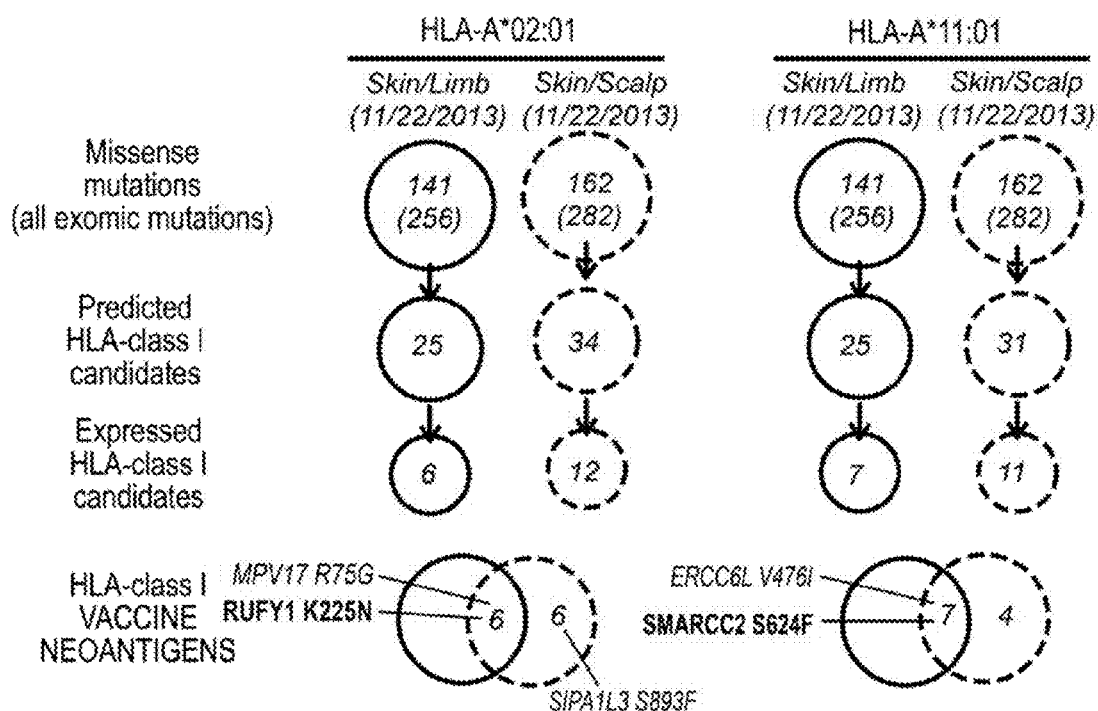 HLA-A*02:01
HLA-A*11:01
Skin/Limb
(11/22/2013)
Skin/Scalp
(11/22/2013)
Skin/Limb
(11/22/2013)
Skin/Scalp
(11/22/2013)
Missense
mutations
(all exomic mutations)
141
(256)
162
(282)
141
(256)
162
(282)
Predicted
HLA-class I
candidates
25
34
25
31
Expressed
HLA-class I
candidates
6
12
7
11
HLA-class I
VACCINE
NEOANTIGENS
MPV17 R75G
RUFY1 K225N
6
6
SIPA1L3 S893F
ERCC6L V476I
SMARCC2 S624F
7
4